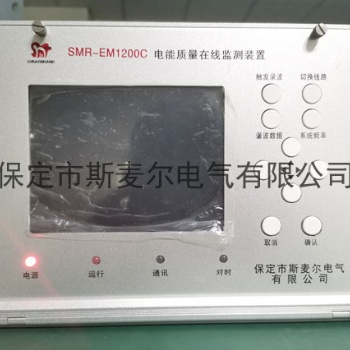 SMR-EM1200C 电能质量在线监测装置
触发录波 切换线路
谐波数据 系统频率
保定市斯麦尔电气有限公司
取消 确认
电源 运行 通讯 对时
保定市斯麦尔电气
有限公司